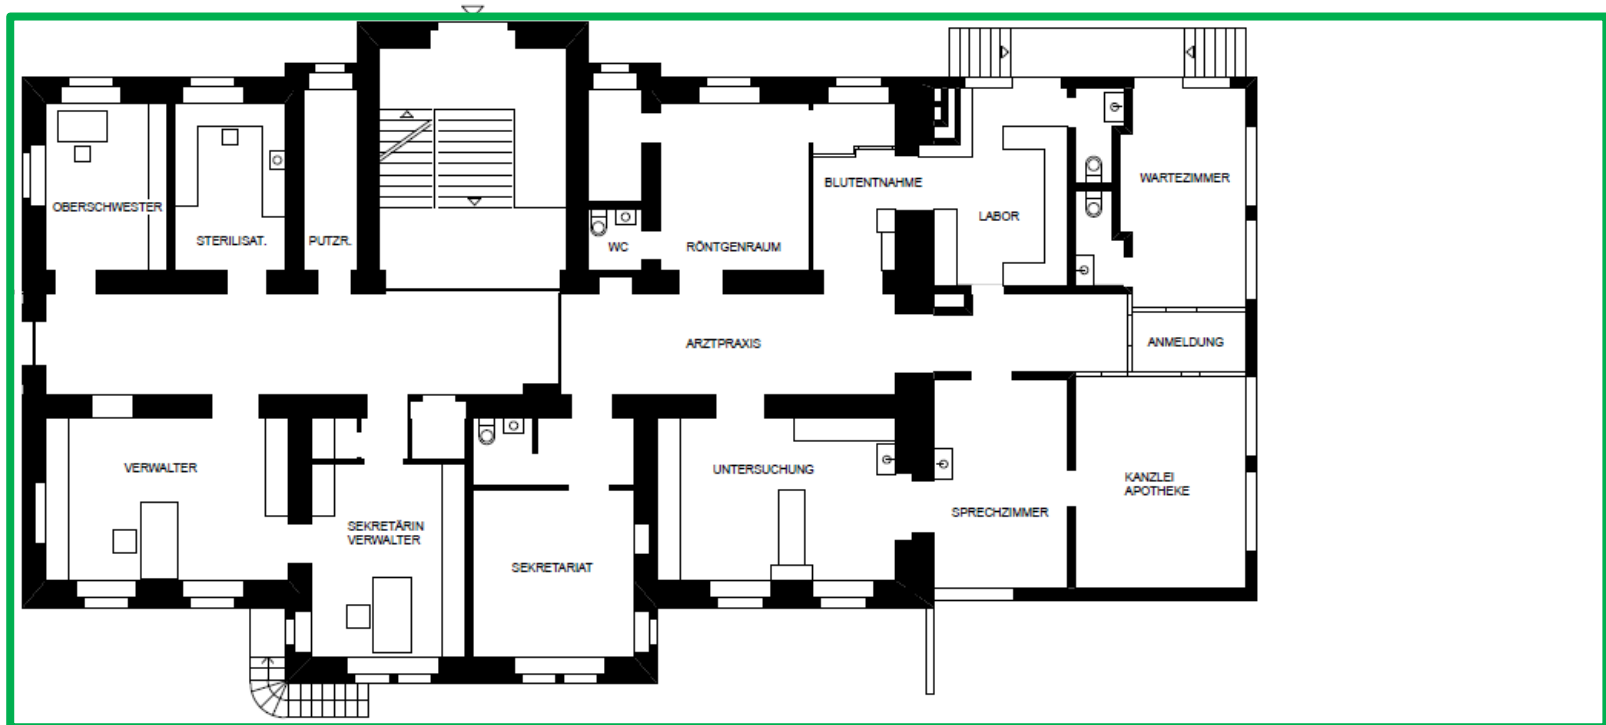 OBERSCHWESTER
STERILISAT.
PUTZR.
WC
RÖNTGENRAUM
BLUTENTNAHME
LABOR
WARTEZIMMER
ARZTPRAXIS
ANMELDUNG
VERWALTER
SEKRETÄRIN
VERWALTER
SEKRETARIAT
UNTERSUCHUNG
SPRECHZIMMER
KANZLEI
APOTHEKE